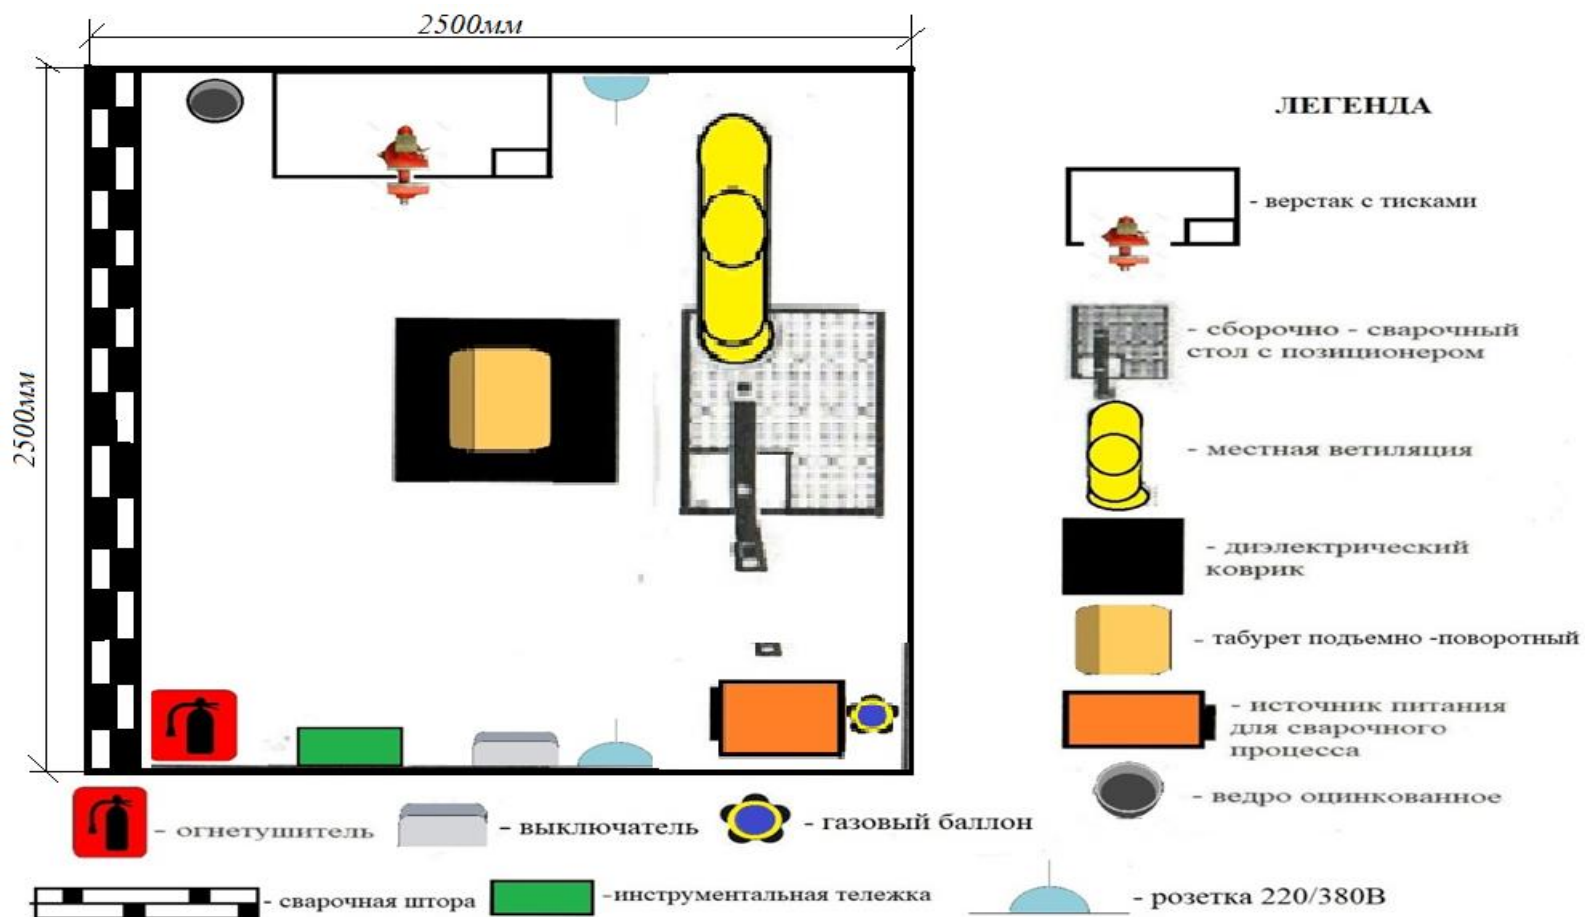 2500мм
2500мм
ЛЕГЕНДА
- верстак с тисками
- сборочно - сварочный
стол с позиционером
- местная ветиляция
- диэлектрический
коврик
- табурет подъемно -поворотный
- источник питания
для сварочного
процесса
- ведро оцинкованное
- огнетушитель
- выключатель
- газовый баллон
- сварочная штора
-инструментальная тележка
- розетка 220/380В